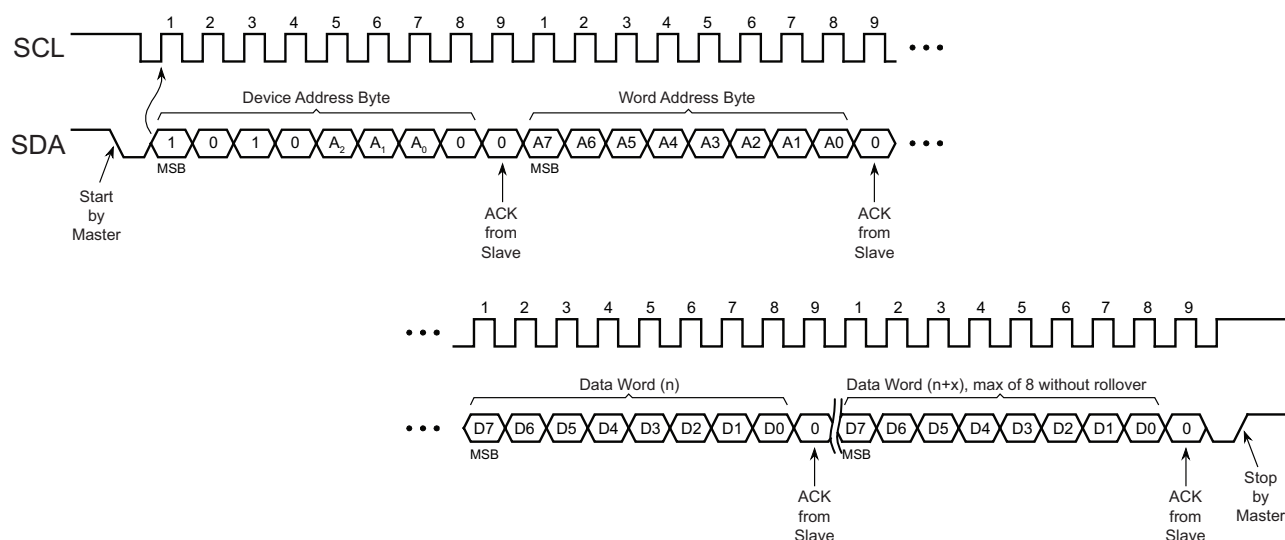 1 2 3 4 5 6 7 8 9 1 2 3 4 5 6 7 8 9
SCL
Device Address Byte Word Address Byte
SDA 1 0 1 0 A₂ A₁ A₀ 0 0 A7 A6 A5 A4 A3 A2 A1 A0 0
MSB MSB
Start
by
Master
ACK
from
Slave
ACK
from
Slave
1 2 3 4 5 6 7 8 9 1 2 3 4 5 6 7 8 9
Data Word (n) Data Word (n+x), max of 8 without rollover
D7 D6 D5 D4 D3 D2 D1 D0 0 D7 D6 D5 D4 D3 D2 D1 D0 0
MSB MSB
ACK
from
Slave
ACK
from
Slave
Stop
by
Master